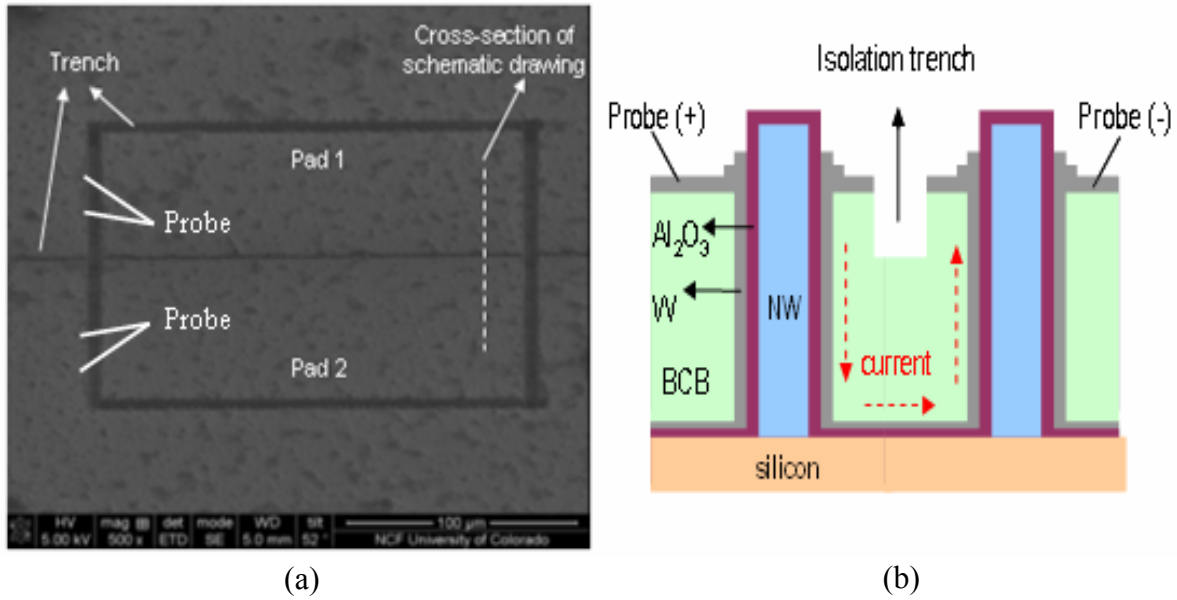 Trench
Cross-section of
schematic drawing
Pad 1
Probe
Probe
Pad 2
HV
5.00 kV
mag
500 x
det
ETD
mode
SE
WD
5.0 mm
tilt
52 °
100 µm
NCF University of Colorado
(a)
Isolation trench
Probe (+)
Probe (-)
Al₂O₃
W
NW
BCB
current
silicon
(b)